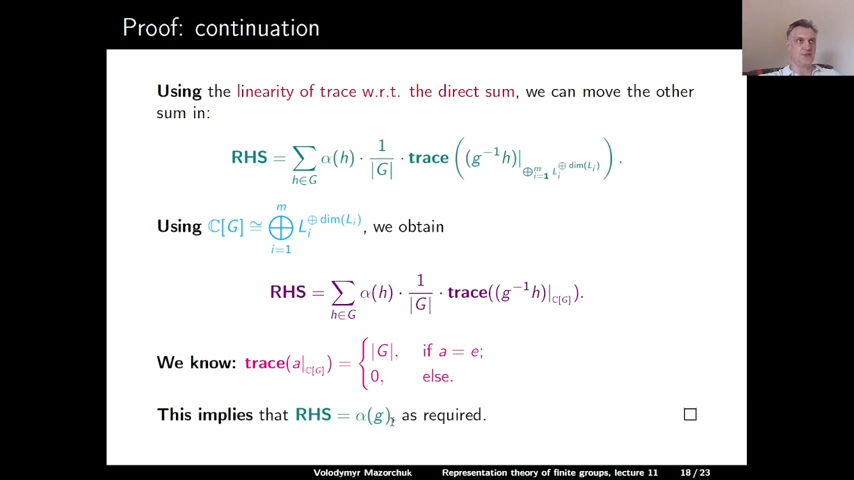 Proof: continuation
Using the linearity of trace w.r.t. the direct sum, we can move the other
sum in:
RHS = ∑_{h∈G} α(h) · 1/|G| · trace((g⁻¹h)|_{⊕_{i=1}^m L_i^{⊕ dim(L_i)}}).
Using ℂ[G] ≅ ⊕_{i=1}^m L_i^{⊕ dim(L_i)}, we obtain
RHS = ∑_{h∈G} α(h) · 1/|G| · trace((g⁻¹h)|_{ℂ[G]}).
We know: trace(a|_{ℂ[G]}) = { |G|, if a = e;
0, else.
This implies that RHS = α(g), as required. □
Volodymyr Mazorchuk Representation theory of finite groups, lecture 11 18/23